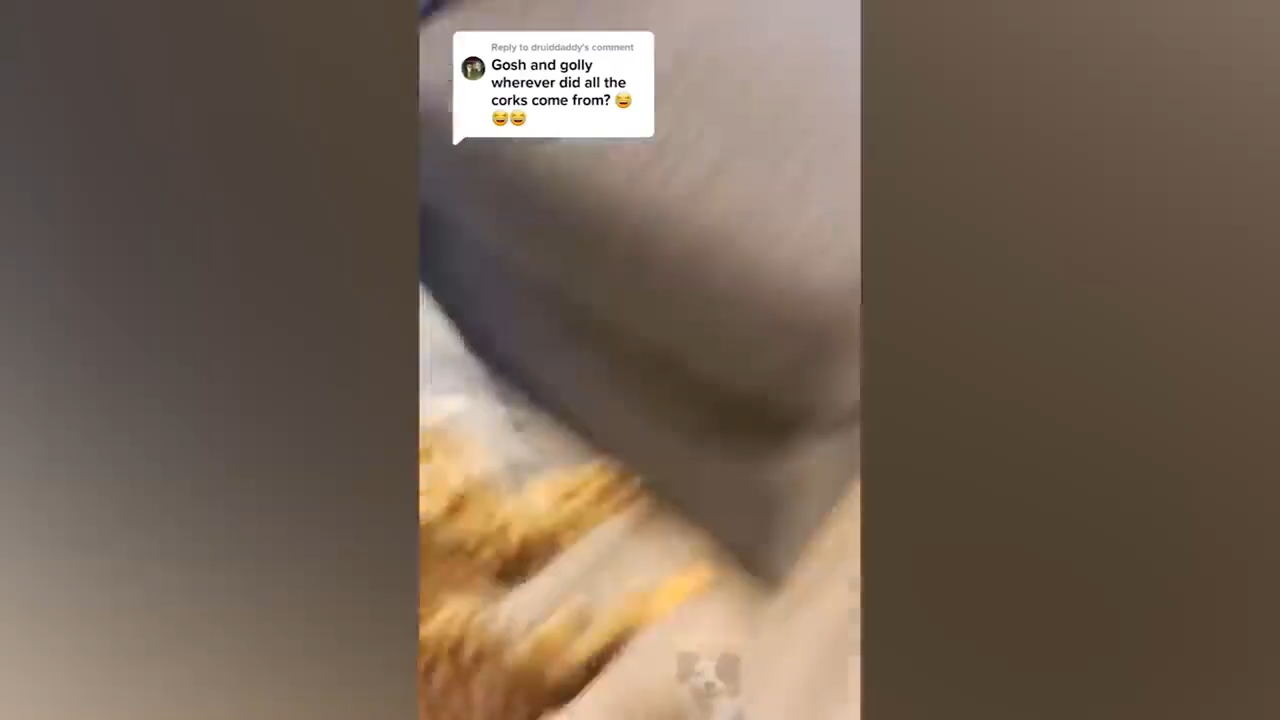 Reply to druiddaddy's comment
Gosh and golly
wherever did all the
corks come from? 😅
😅😅